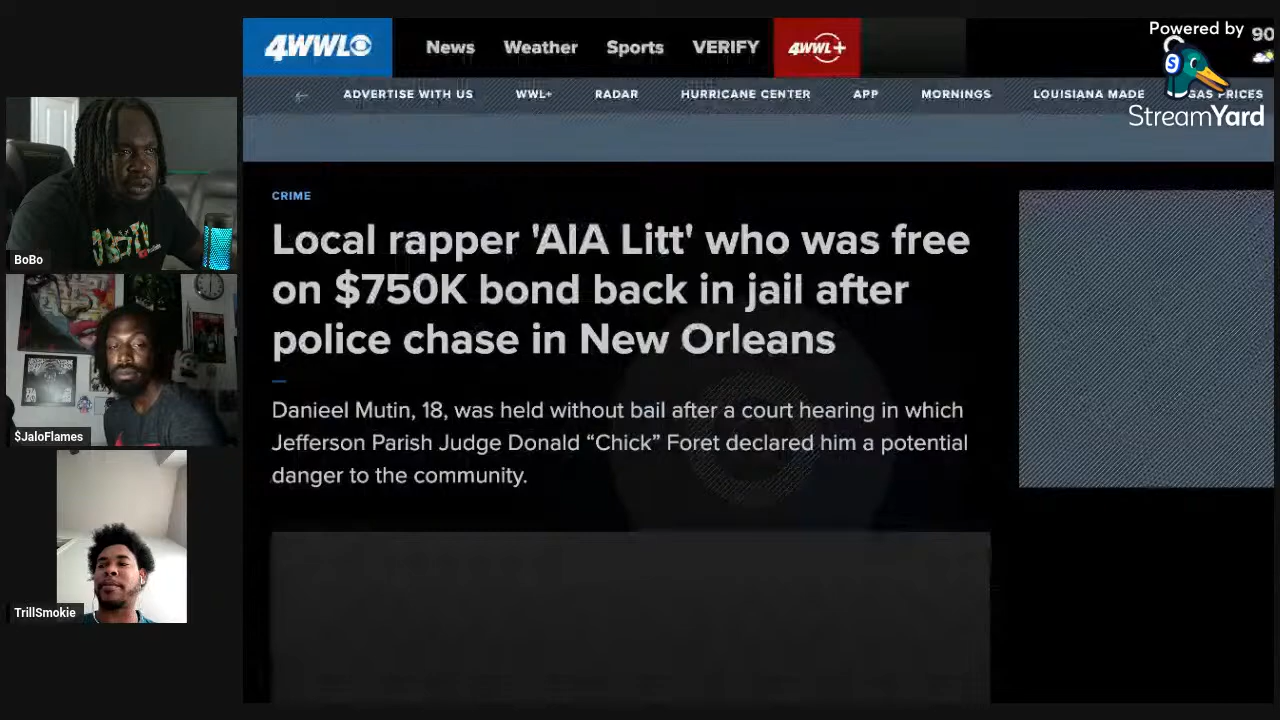 4WWL
News Weather Sports VERIFY 4WWL+
Powered by
StreamYard
90
ADVERTISE WITH US WWL+ RADAR HURRICANE CENTER APP MORNINGS LOUISIANA MADE GAS PRICES
CRIME
Local rapper 'AIA Litt' who was free
on $750K bond back in jail after
police chase in New Orleans
Danieel Mutin, 18, was held without bail after a court hearing in which
Jefferson Parish Judge Donald “Chick” Foret declared him a potential
danger to the community.
BoBo
$JaloFlames
TrillSmokie